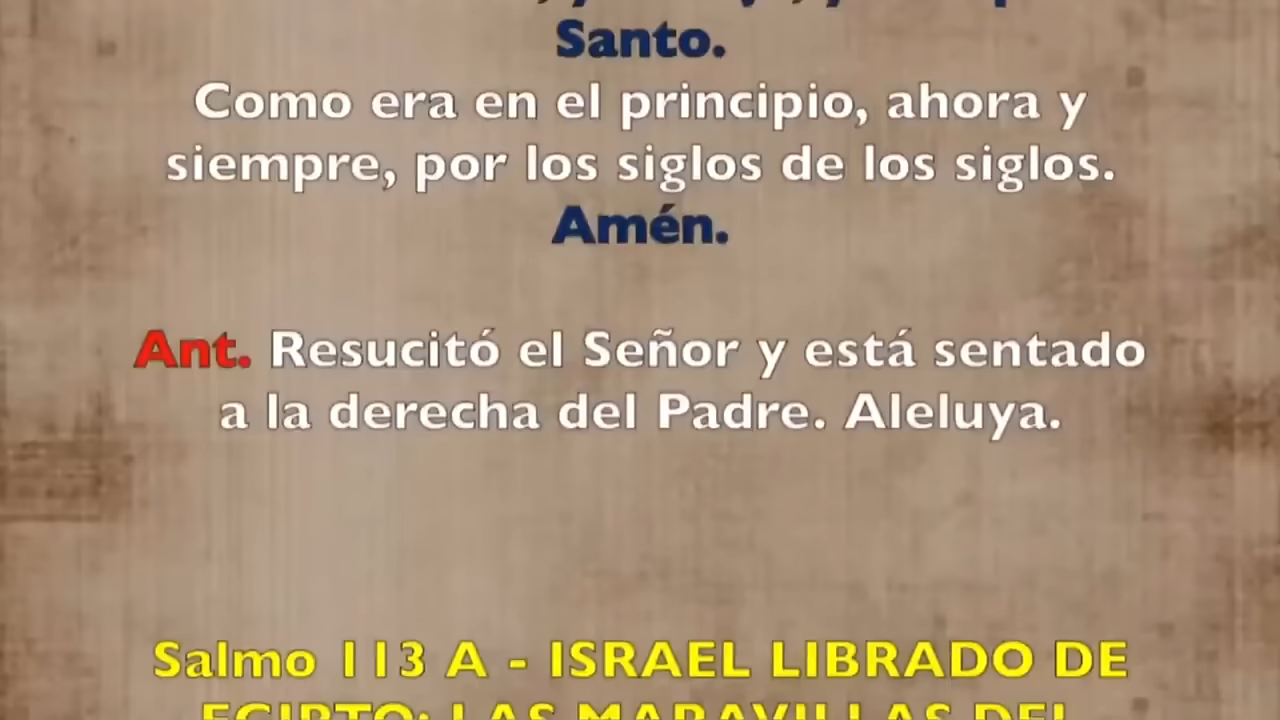 Santo.
Como era en el principio, ahora y
siempre, por los siglos de los siglos.
Amén.
Ant. Resucitó el Señor y está sentado
a la derecha del Padre. Aleluya.
Salmo 113 A - ISRAEL LIBRADO DE
EGIPTO: LAS MARAVILLAS DEL